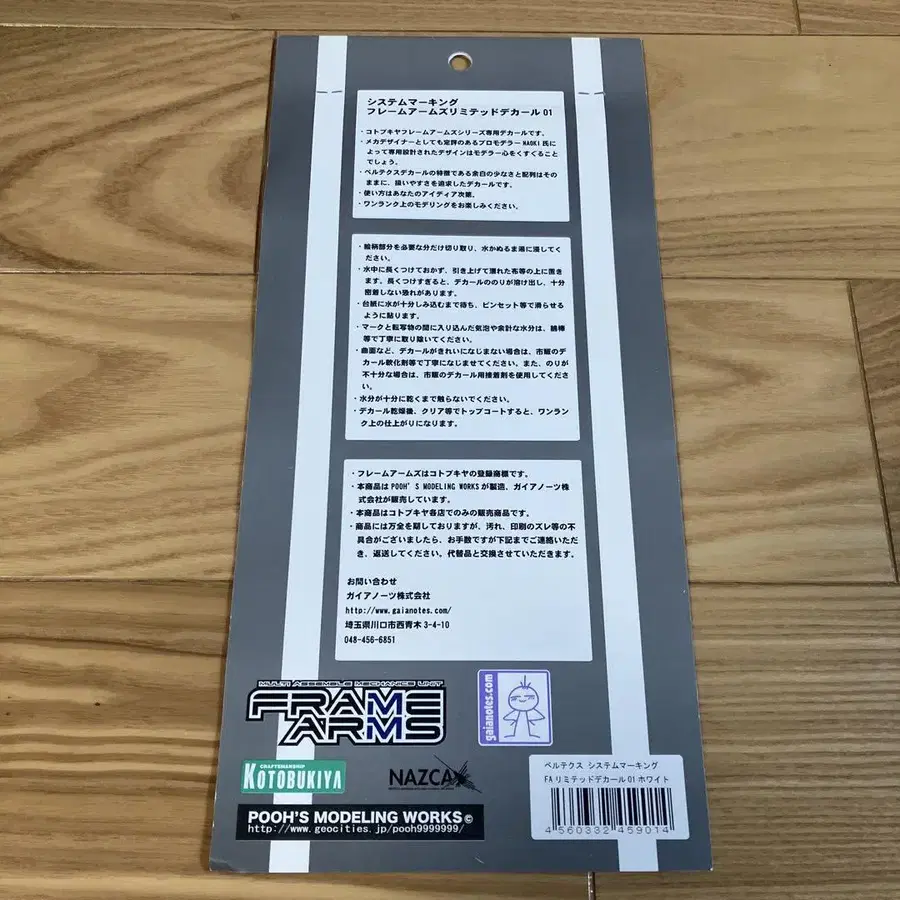 システムマーキング
フレームアームズリミテッドデカール01
・コトブキヤフレームアームズシリーズ専用デカールです。
・メカデザイナーとしても定評のあるプロモデラーNAOKI氏
によって専用設計されたデザインはモデラー心をくすぐること
でしょう。
・ベルテクスデカールの特徴である余白の少なさと配列はその
ままに、扱いやすさを追求したデカールです。
・使い方はあなたのアイディア次第。
・ワンランク上のモデリングをお楽しみください。
・絵柄部分を必要な分だけ切り取り、水かぬるま湯に浸してく
ださい。
・水中に長くつけておかず、引き上げて濡れた布等の上に置き
ます。長くつけすぎると、デカールののりが溶け出し、十分
密着しない恐れがあります。
・台紙に水が十分しみ込むまで待ち、ピンセット等で滑らせる
ように貼ります。
・マークと転写物の間に入り込んだ気泡や余計な水分は、綿棒
等で丁寧に取り除いてください。
・曲面など、デカールがきれいになじまない場合は、市販のデ
カール軟化剤等で丁寧になじませてください。また、のりが
不十分な場合は、市販のデカール用接着剤を使用してくださ
い。
・水分が十分に乾くまで触らないでください。
・デカール乾燥後、クリア等でトップコートすると、ワンラン
ク上の仕上がりになります。
・フレームアームズはコトブキヤの登録商標です。
・本商品はPOOH'S MODELING WORKSが製造、ガイアノーツ株
式会社が販売しています。
・本商品はコトブキヤ各店でのみの販売商品です。
・商品には万全を期しておりますが、汚れ、印刷のズレ等の不
具合がございましたら、お手数ですが下記までご連絡いただ
き、返送してください。代替品と交換させていただきます。
お問い合わせ
ガイアノーツ株式会社
http://www.gaianotes.com/
埼玉県川口市西青木3-4-10
048-456-6851
MULTI ASSEMBLE MECHANICS UNIT
FRAME
ARMS
gaianotes.com
CRAFTSMANSHIP
KOTOBUKIYA
NAZCA
POOH'S MODELING WORKS©
http://www.geocities.jp/pooh9999999/
ベルテクス システムマーキング
FAリミテッドデカール01 ホワイト
4 560332 459014